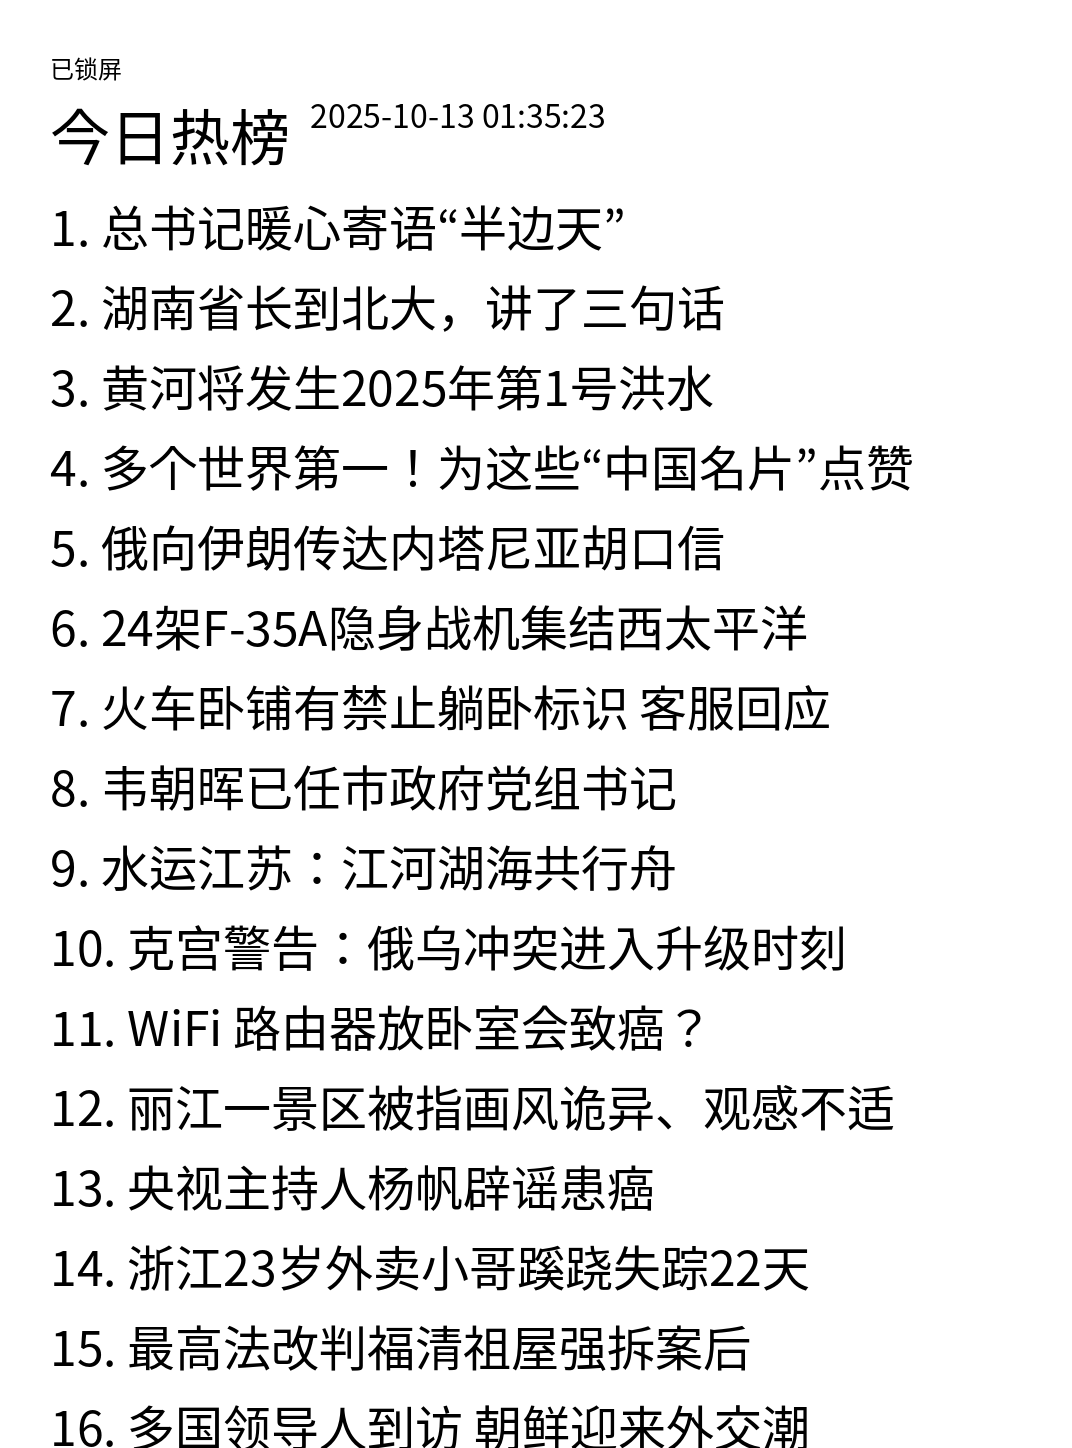 已锁屏
今日热榜 2025-10-13 01:35:23
1. 总书记暖心寄语“半边天”
2. 湖南省长到北大，讲了三句话
3. 黄河将发生2025年第1号洪水
4. 多个世界第一！为这些“中国名片”点赞
5. 俄向伊朗传达内塔尼亚胡口信
6. 24架F-35A隐身战机集结西太平洋
7. 火车卧铺有禁止躺卧标识 客服回应
8. 韦朝晖已任市政府党组书记
9. 水运江苏：江河湖海共行舟
10. 克宫警告：俄乌冲突进入升级时刻
11. WiFi 路由器放卧室会致癌？
12. 丽江一景区被指画风诡异、观感不适
13. 央视主持人杨帆辟谣患癌
14. 浙江23岁外卖小哥蹊跷失踪22天
15. 最高法改判福清祖屋强拆案后
16. 多国领导人到访 朝鲜迎来外交潮